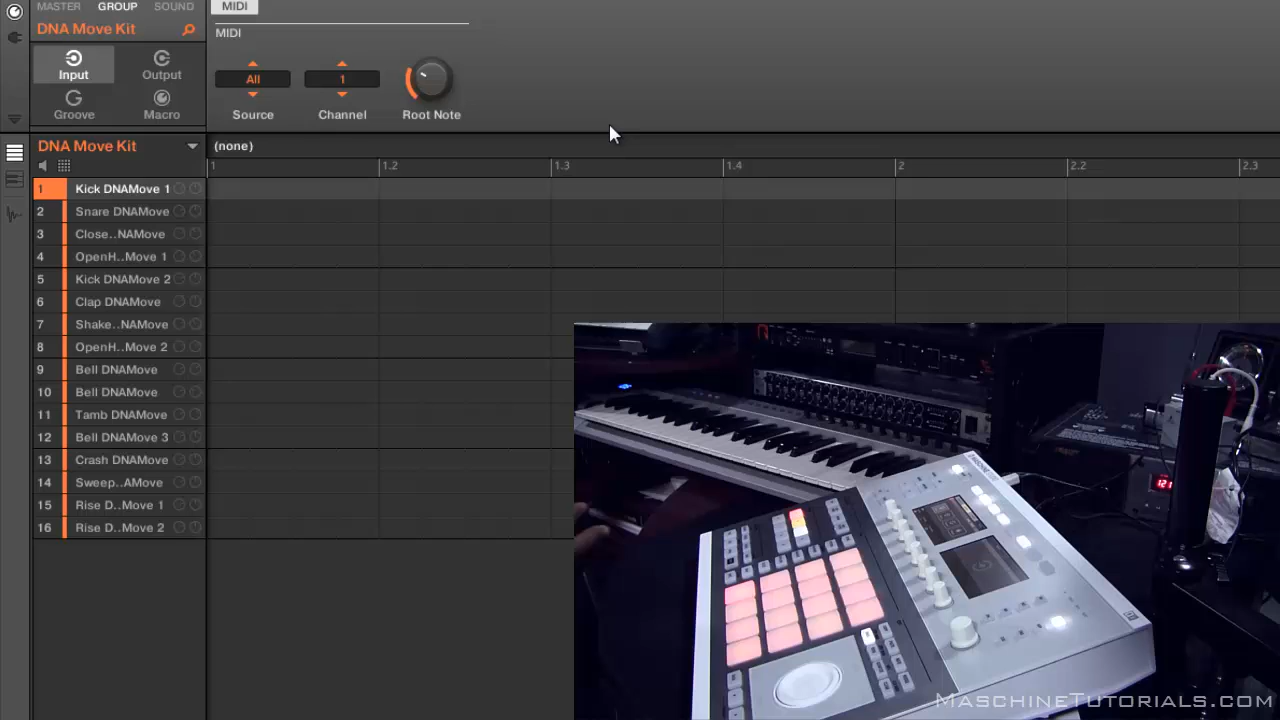 MASTER GROUP SOUND MIDI
DNA Move Kit
MIDI
Input Output
All 1
Groove Macro
Source Channel Root Note
DNA Move Kit (none)
1 1.2 1.3 1.4 2 2.2 2.3
1 Kick DNAMove 1
2 Snare DNAMove
3 Close..NAMove
4 OpenH..Move 1
5 Kick DNAMove 2
6 Clap DNAMove
7 Shake..NAMove
8 OpenH..Move 2
9 Bell DNAMove
10 Bell DNAMove
11 Tamb DNAMove
12 Bell DNAMove 3
13 Crash DNAMove
14 Sweep..AMove
15 Rise D..Move 1
16 Rise D..Move 2
121
MASCHINETUTORIALS.COM